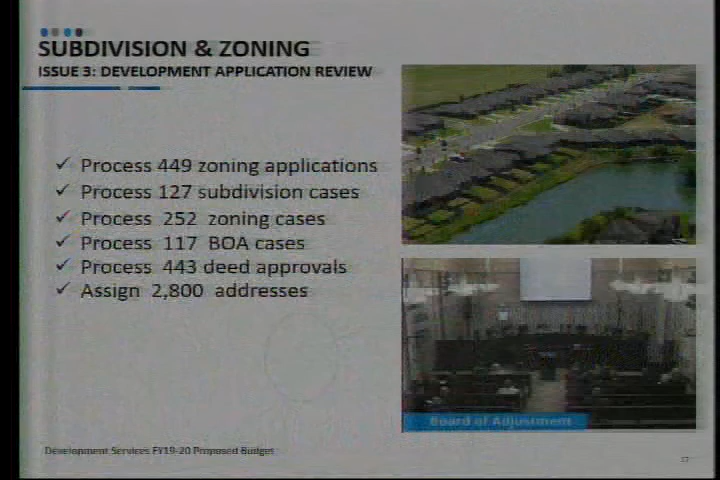 SUBDIVISION & ZONING
ISSUE 3: DEVELOPMENT APPLICATION REVIEW
✓ Process 449 zoning applications
✓ Process 127 subdivision cases
✓ Process 252 zoning cases
✓ Process 117 BOA cases
✓ Process 443 deed approvals
✓ Assign 2,800 addresses
Board of Adjustment
Development Services FY19-20 Proposed Budget